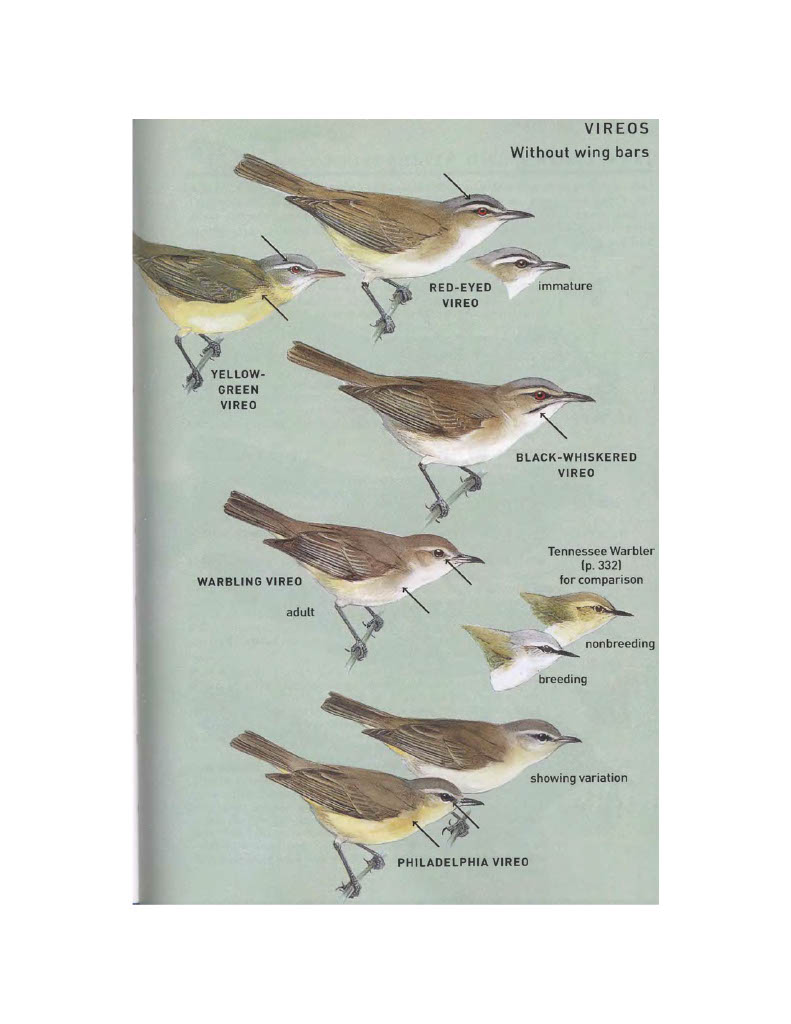 VIREOS
Without wing bars
RED-EYED
VIREO
immature
YELLOW-
GREEN
VIREO
BLACK-WHISKERED
VIREO
WARBLING VIREO
adult
Tennessee Warbler
(p. 332)
for comparison
nonbreeding
breeding
showing variation
PHILADELPHIA VIREO